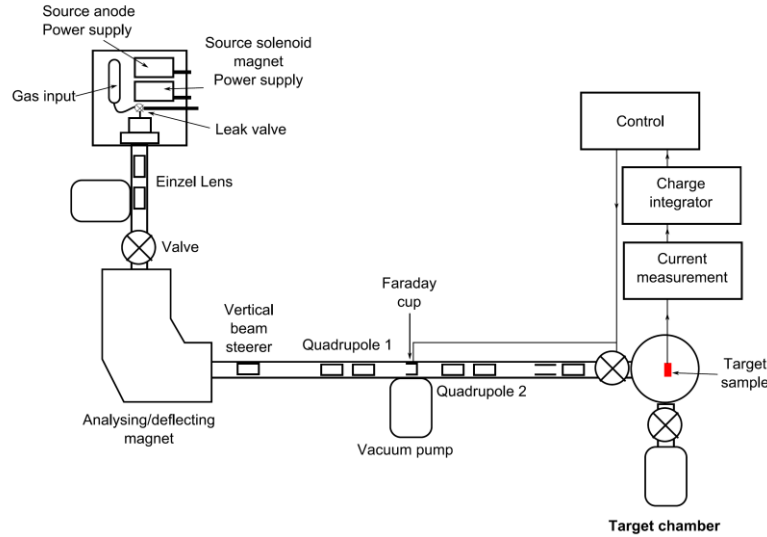 Source anode
Power supply
Source solenoid
magnet
Power supply
Gas input
Leak valve
Einzel Lens
Valve
Control
Charge
integrator
Current
measurement
Faraday
cup
Vertical
beam
steerer
Quadrupole 1
Quadrupole 2
Target
sample
Analysing/deflecting
magnet
Vacuum pump
Target chamber